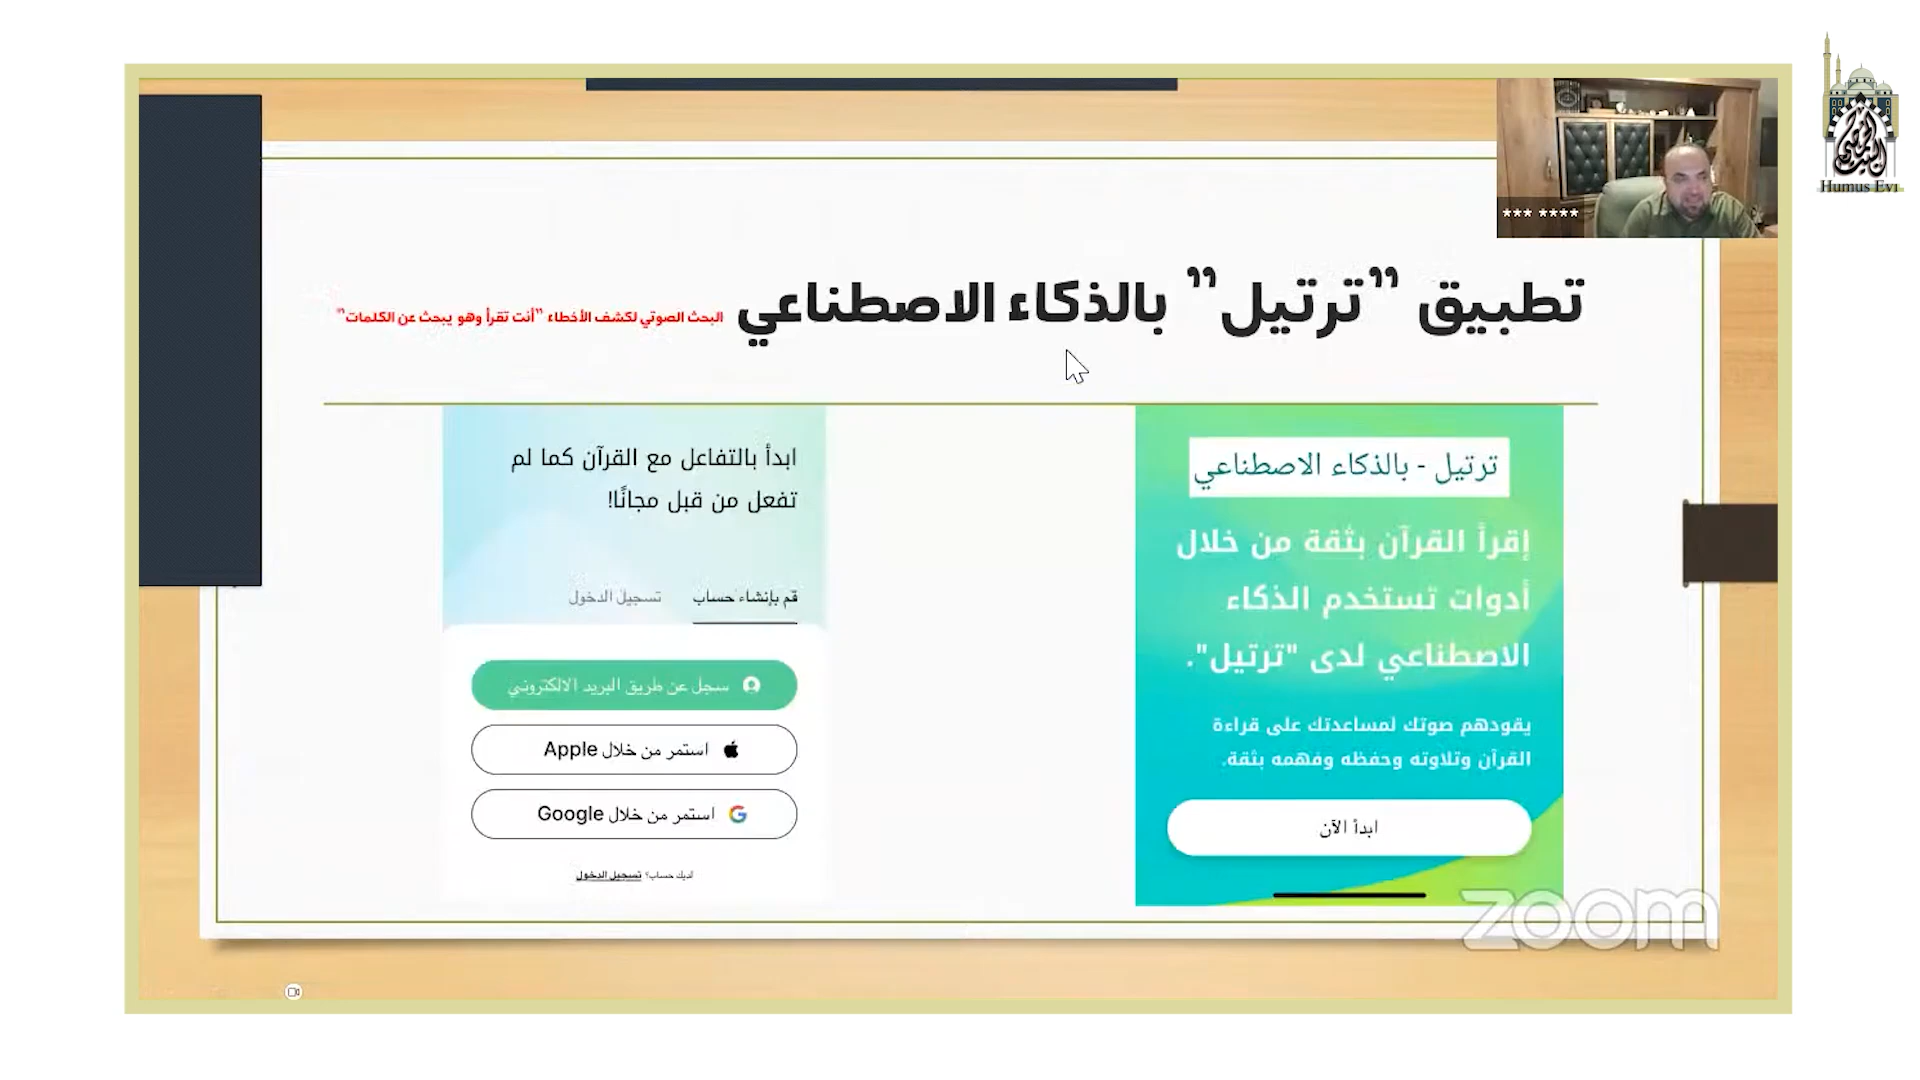 Humus Evi
*** ****
تطبيق "ترتيل" بالذكاء الاصطناعي البحث الصوتي لكشف الأخطاء "أنت تقرأ وهو يبحث عن الكلمات"
ترتيل - بالذكاء الاصطناعي
إقرأ القرآن بثقة من خلال
أدوات تستخدم الذكاء
الاصطناعي لدى "ترتيل".
يقودهم صوتك لمساعدتك على قراءة
القرآن وتلاوته وحفظه وفهمه بثقة.
ابدأ الآن
ابدأ بالتفاعل مع القرآن كما لم
تفعل من قبل مجانًا!
قم بإنشاء حساب تسجيل الدخول
سجل عن طريق البريد الالكتروني
استمر من خلال Apple
استمر من خلال Google
لديك حساب؟ تسجيل الدخول
zoom